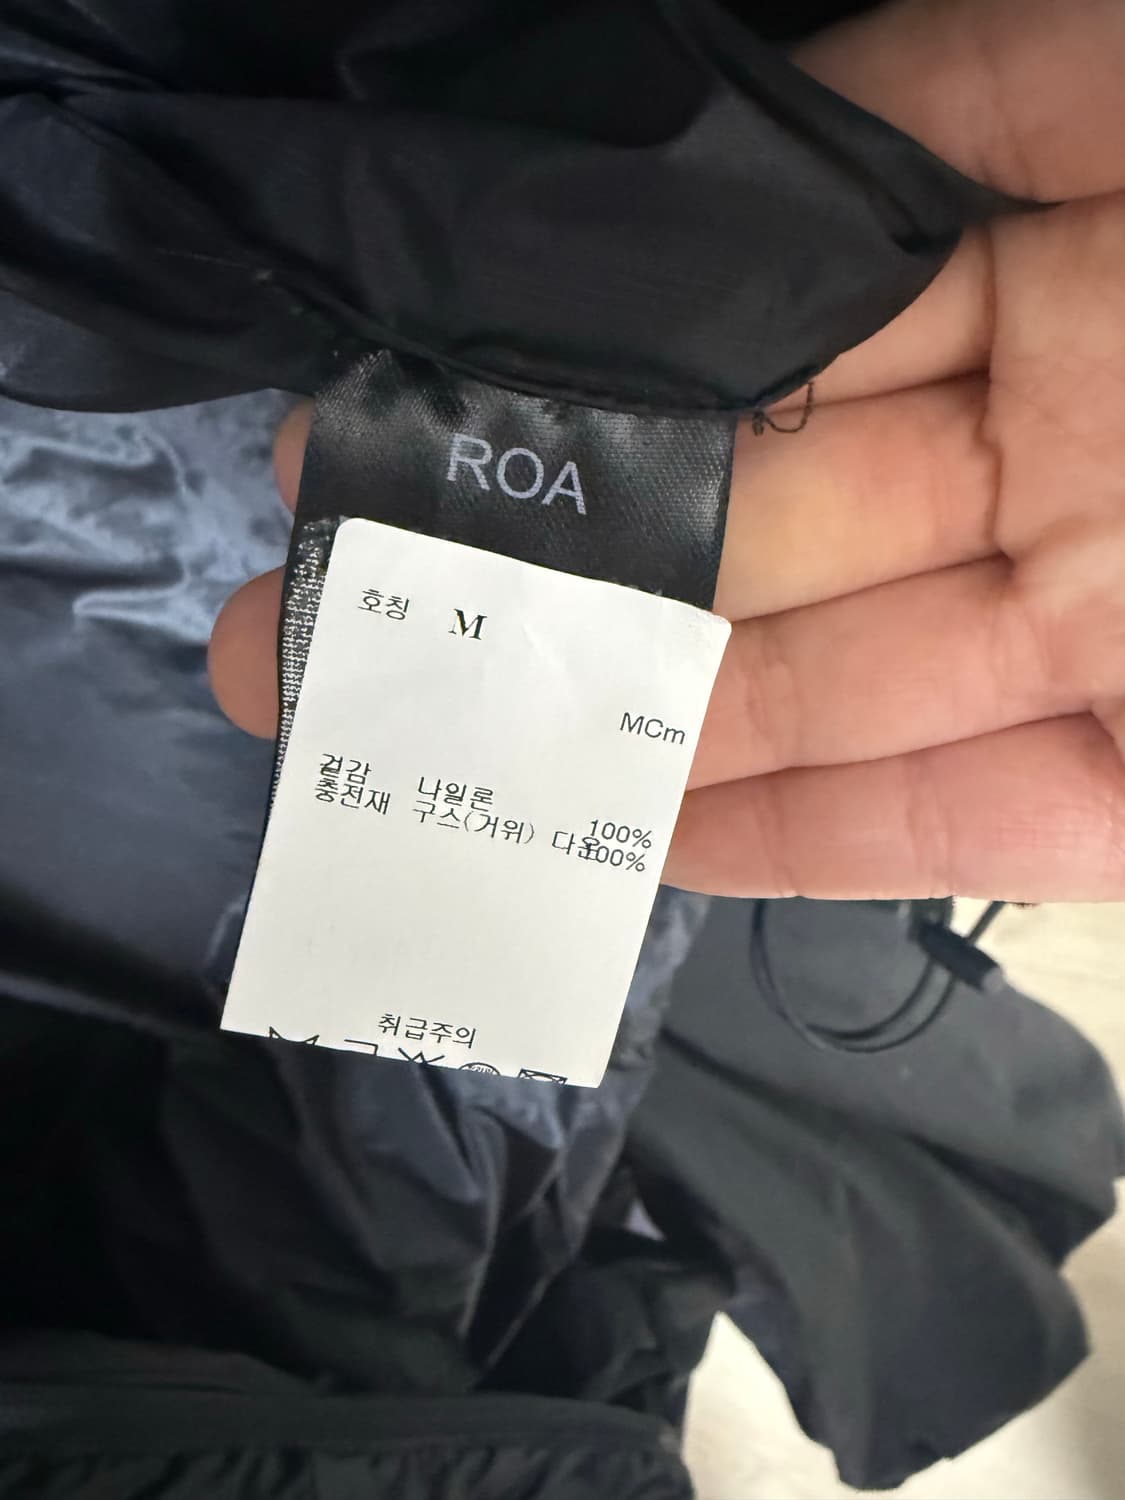 ROA
호칭 M
MCm
겉감 나일론 100%
충전재 구스(거위) 다운 100%
취급주의